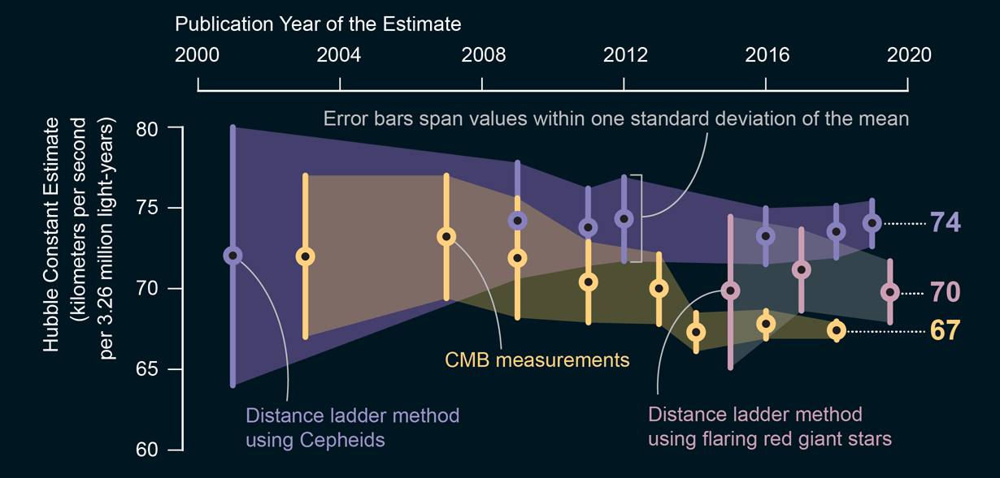 Publication Year of the Estimate
2000 2004 2008 2012 2016 2020
Error bars span values within one standard deviation of the mean
Hubble Constant Estimate
(kilometers per second
per 3.26 million light-years)
80
75
70
65
60
74
70
67
CMB measurements
Distance ladder method
using Cepheids
Distance ladder method
using flaring red giant stars